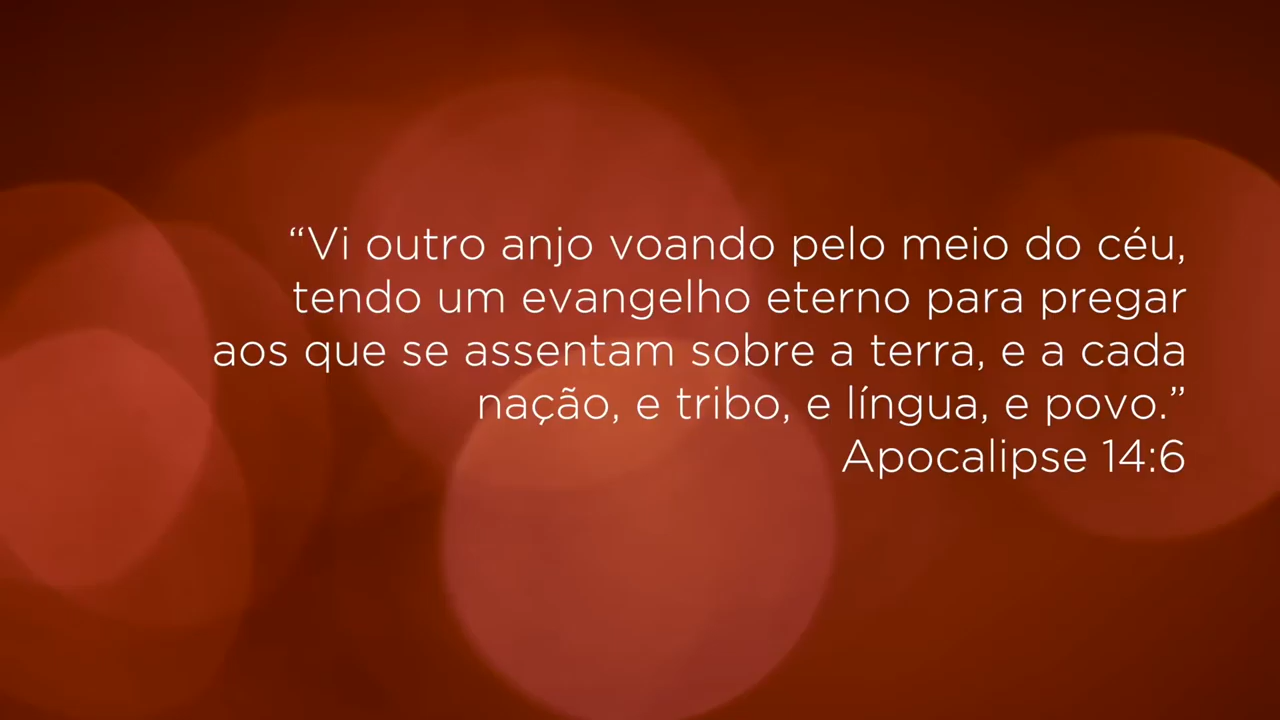 “Vi outro anjo voando pelo meio do céu,
tendo um evangelho eterno para pregar
aos que se assentam sobre a terra, e a cada
nação, e tribo, e língua, e povo.”
Apocalipse 14:6